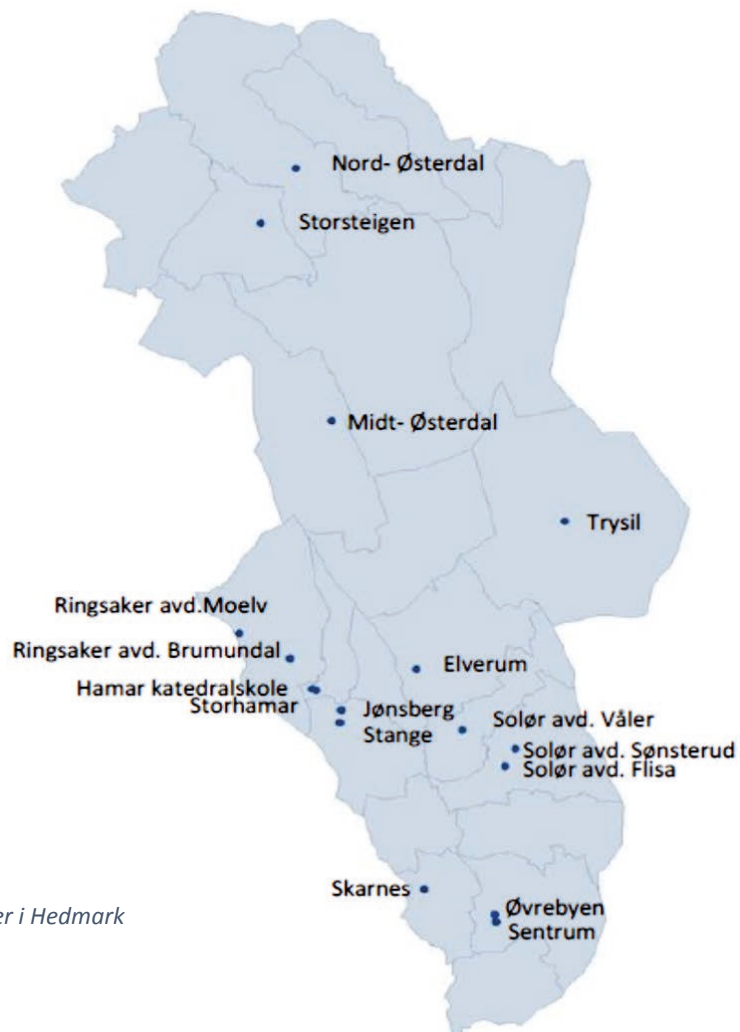 Nord- Østerdal
Storsteigen
Midt- Østerdal
Trysil
Ringsaker avd.Moelv
Ringsaker avd. Brumundal
Elverum
Hamar katedralskole
Storhamar
Jønsberg
Stange
Solør avd. Våler
Solør avd. Sønsterud
Solør avd. Flisa
Skarnes
Øvrebyen
Sentrum
er i Hedmark